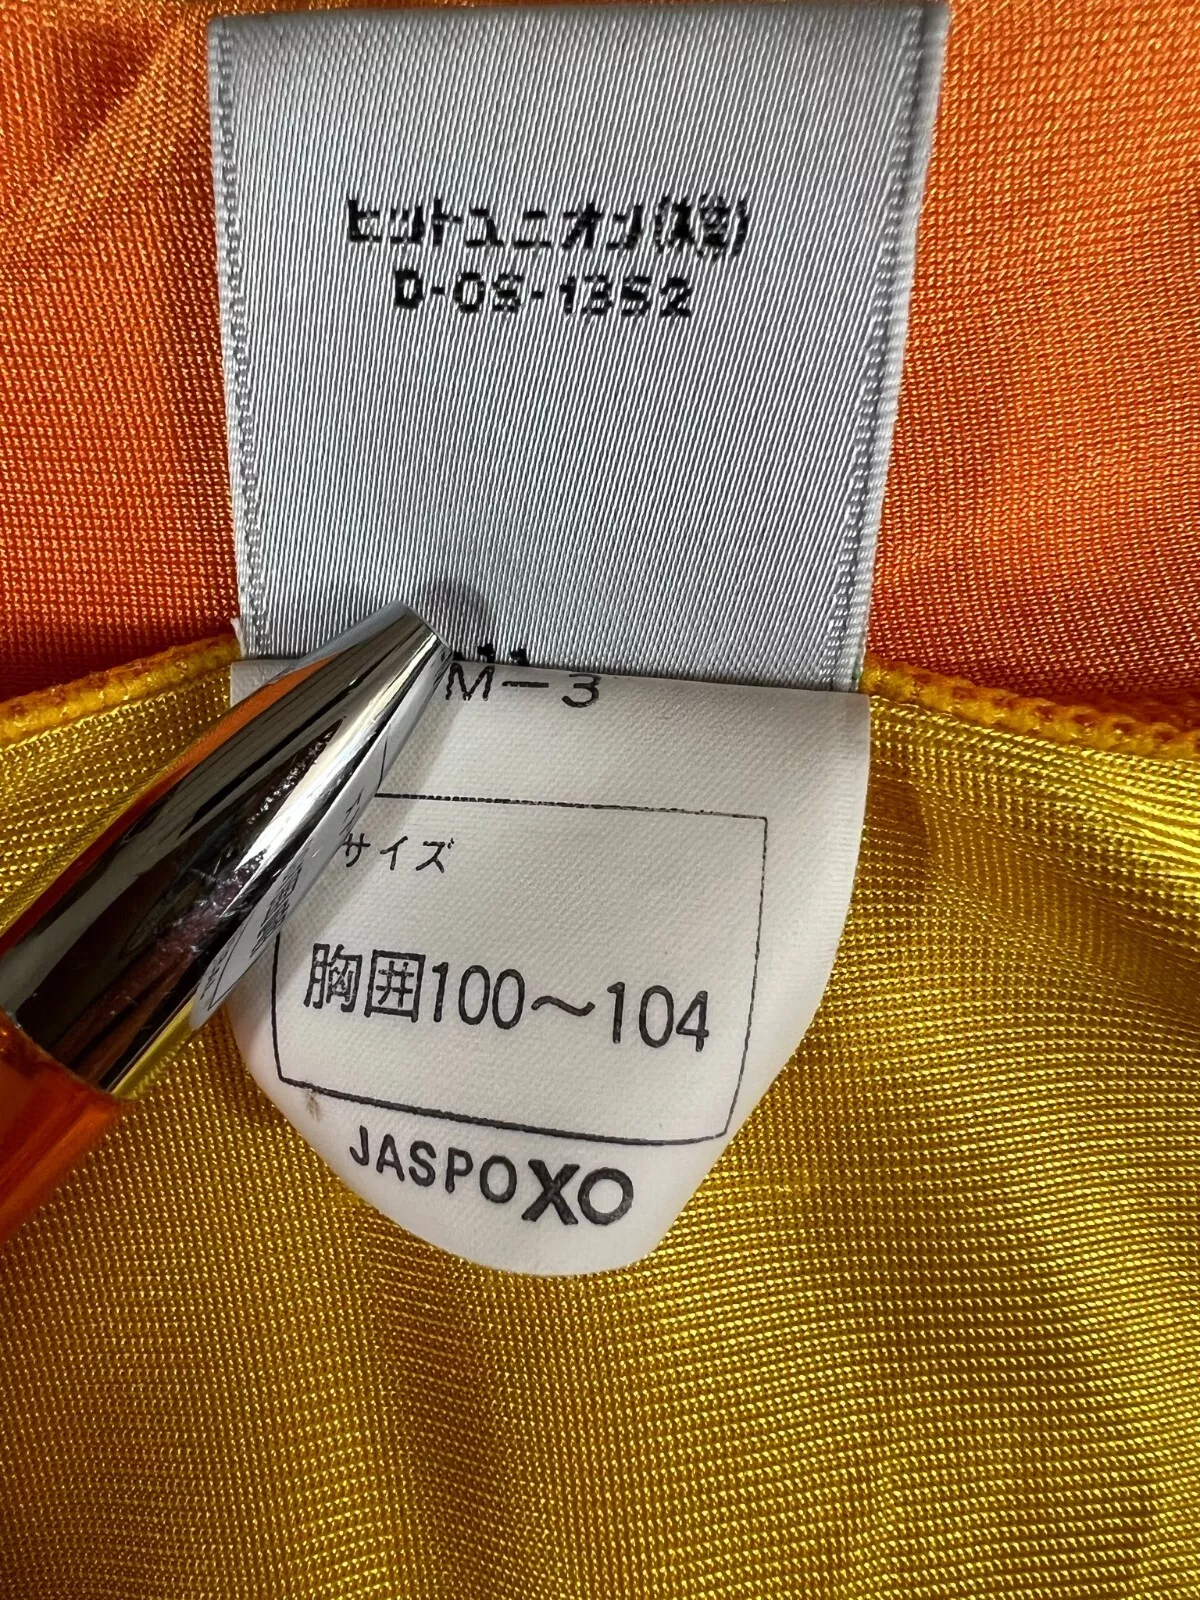 ヒットユニオン(株)
D-OS-1352
M-3
サイズ
胸囲100～104
JASPO XO